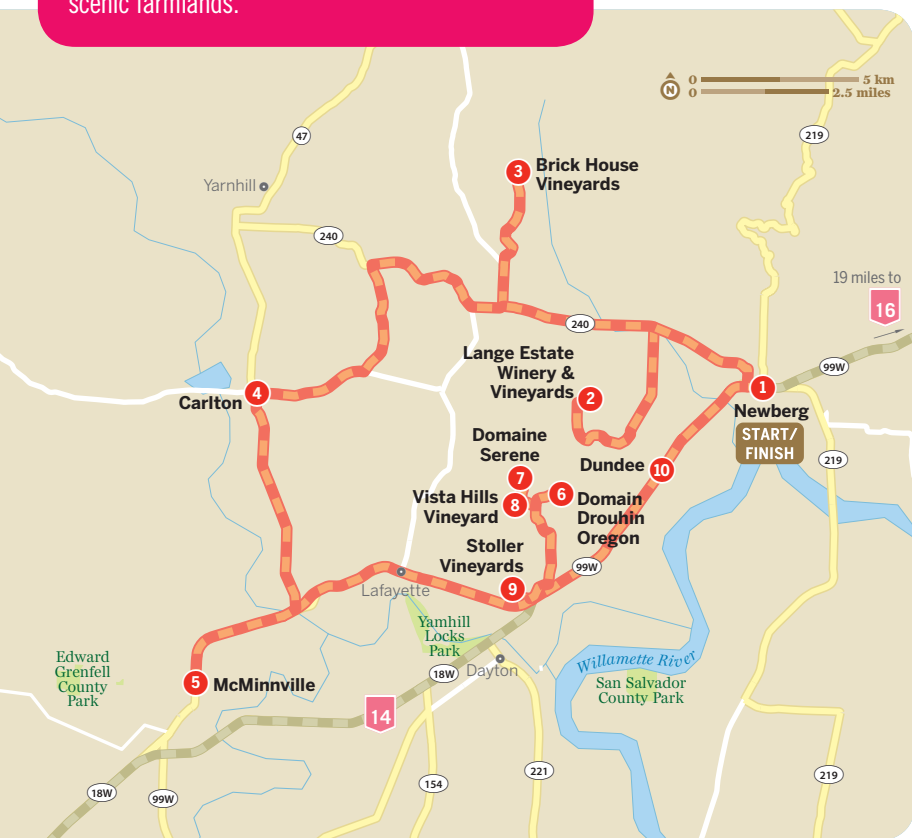 scenic farmlands.
0 5 km
N
0 2.5 miles
47
219
3 Brick House
Vineyards
Yarnhill
240
19 miles to
16
240
99W
Lange Estate
Winery &
Vineyards 2
4
Carlton
1
Newberg
START/
FINISH
Domaine
Serene
7
Dundee 10
219
6 Domain
Drouhin
Oregon
Vista Hills
Vineyard 8
Stoller
Vineyards
9
99W
Lafayette
Yamhill
Locks
Park
Edward
Grenfell
County
Park
Willamette River
18W
Dayton
San Salvador
County Park
5 McMinnville
14
18W
99W
154
221
219